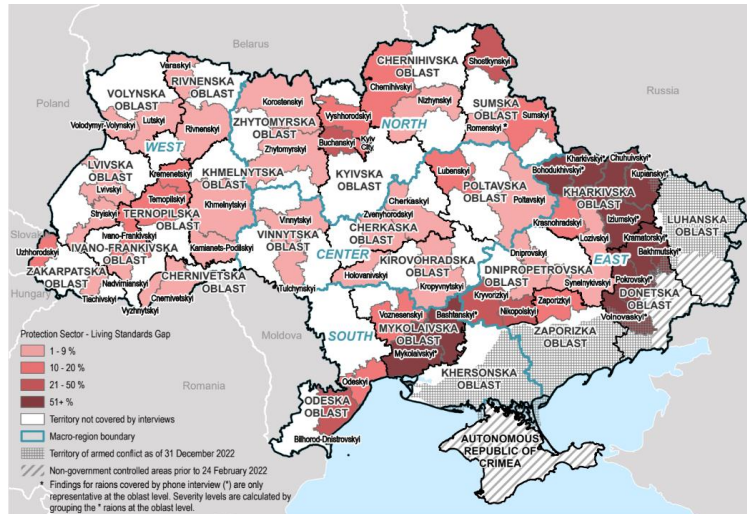 Belarus
Poland
Russia
Slovak
Hungary
Moldova
Romania
VOLYNSKA
OBLAST
RIVNENSKA
OBLAST
Varaskyi
Lutskyi
Volodymyr-Volynskyi
Rivnenskyi
WEST
LVIVSKA
OBLAST
Lvivskyi
Stryiskyi
Kremenetskyi
Ternopilskyi
TERNOPILSKA
OBLAST
KHMELNYTSKA
OBLAST
Khmelnytskyi
Kamianets-Podilskyi
Ivano-Frankivskyi
IVANO-FRANKIVSKA
OBLAST
Nadvirnianskyi
Uzhhorodskyi
ZAKARPATSKA
OBLAST
Tiachivskyi
CHERNIVETSKA
OBLAST
Chernivetskyi
Vyzhnytskyi
Korostenskyi
ZHYTOMYRSKA
OBLAST
Zhytomyrskyi
Vyshhorodskyi
Buchanskyi
Kyiv
City
KYIVSKA
OBLAST
NORTH
CHERNIHIVSKA
OBLAST
Chernihivskyi
Nizhynskyi
Shostkynskyi
SUMSKA
OBLAST
Sumskyi
Romenskyi
Lubenskyi
POLTAVSKA
OBLAST
Poltavskyi
Cherkaskyi
Zvenyhorodskyi
CHERKASKA
OBLAST
Vinnytskyi
VINNYTSKA
OBLAST
Tulchynskyi
CENTER
Holovanivskyi
KIROVOHRADSKA
OBLAST
Kropyvnytskyi
Kharkivskyi*
Chuhuivskyi*
Bohodukhivskyi*
Kupianskyi*
KHARKIVSKA
OBLAST
Iziumskyi*
Krasnohradskyi
Lozivskyi
LUHANSKA
OBLAST
Kramatorskyi*
Bakhmutskyi*
EAST
Pokrovskyi*
DONETSKA
OBLAST
Volnovaskyi*
Dniprovskyi
DNIPROPETROVSKA
OBLAST
Synelnykivskyi
Kryvorizkyi
Nikopolskyi
Zaporizkyi
ZAPORIZKA
OBLAST
SOUTH
Voznesenskyi
Bashtanskyi*
MYKOLAIVSKA
OBLAST
Mykolaivskyi*
KHERSONSKA
OBLAST
Odeskyi
ODESKA
OBLAST
Bilhorod-Dnistrovskyi
AUTONOMOUS
REPUBLIC OF
CRIMEA
Protection Sector - Living Standards Gap
1 - 9 %
10 - 20 %
21 - 50 %
51+ %
Territory not covered by interviews
Macro-region boundary
Territory of armed conflict as of 31 December 2022
Non-government controlled areas prior to 24 February 2022
* Findings for raions covered by phone interview (*) are only
representative at the oblast level. Severity levels are calculated by
grouping the * raions at the oblast level.